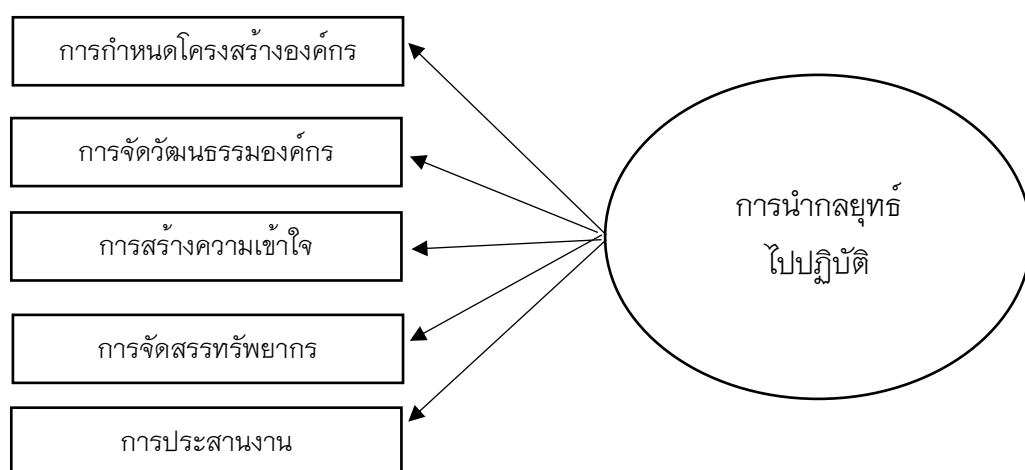 การกำหนดโครงสร้างองค์กร
การจัดวัฒนธรรมองค์กร
การสร้างความเข้าใจ
การจัดสรรทรัพยากร
การประสานงาน
การนำกลยุทธ์
ไปปฏิบัติ